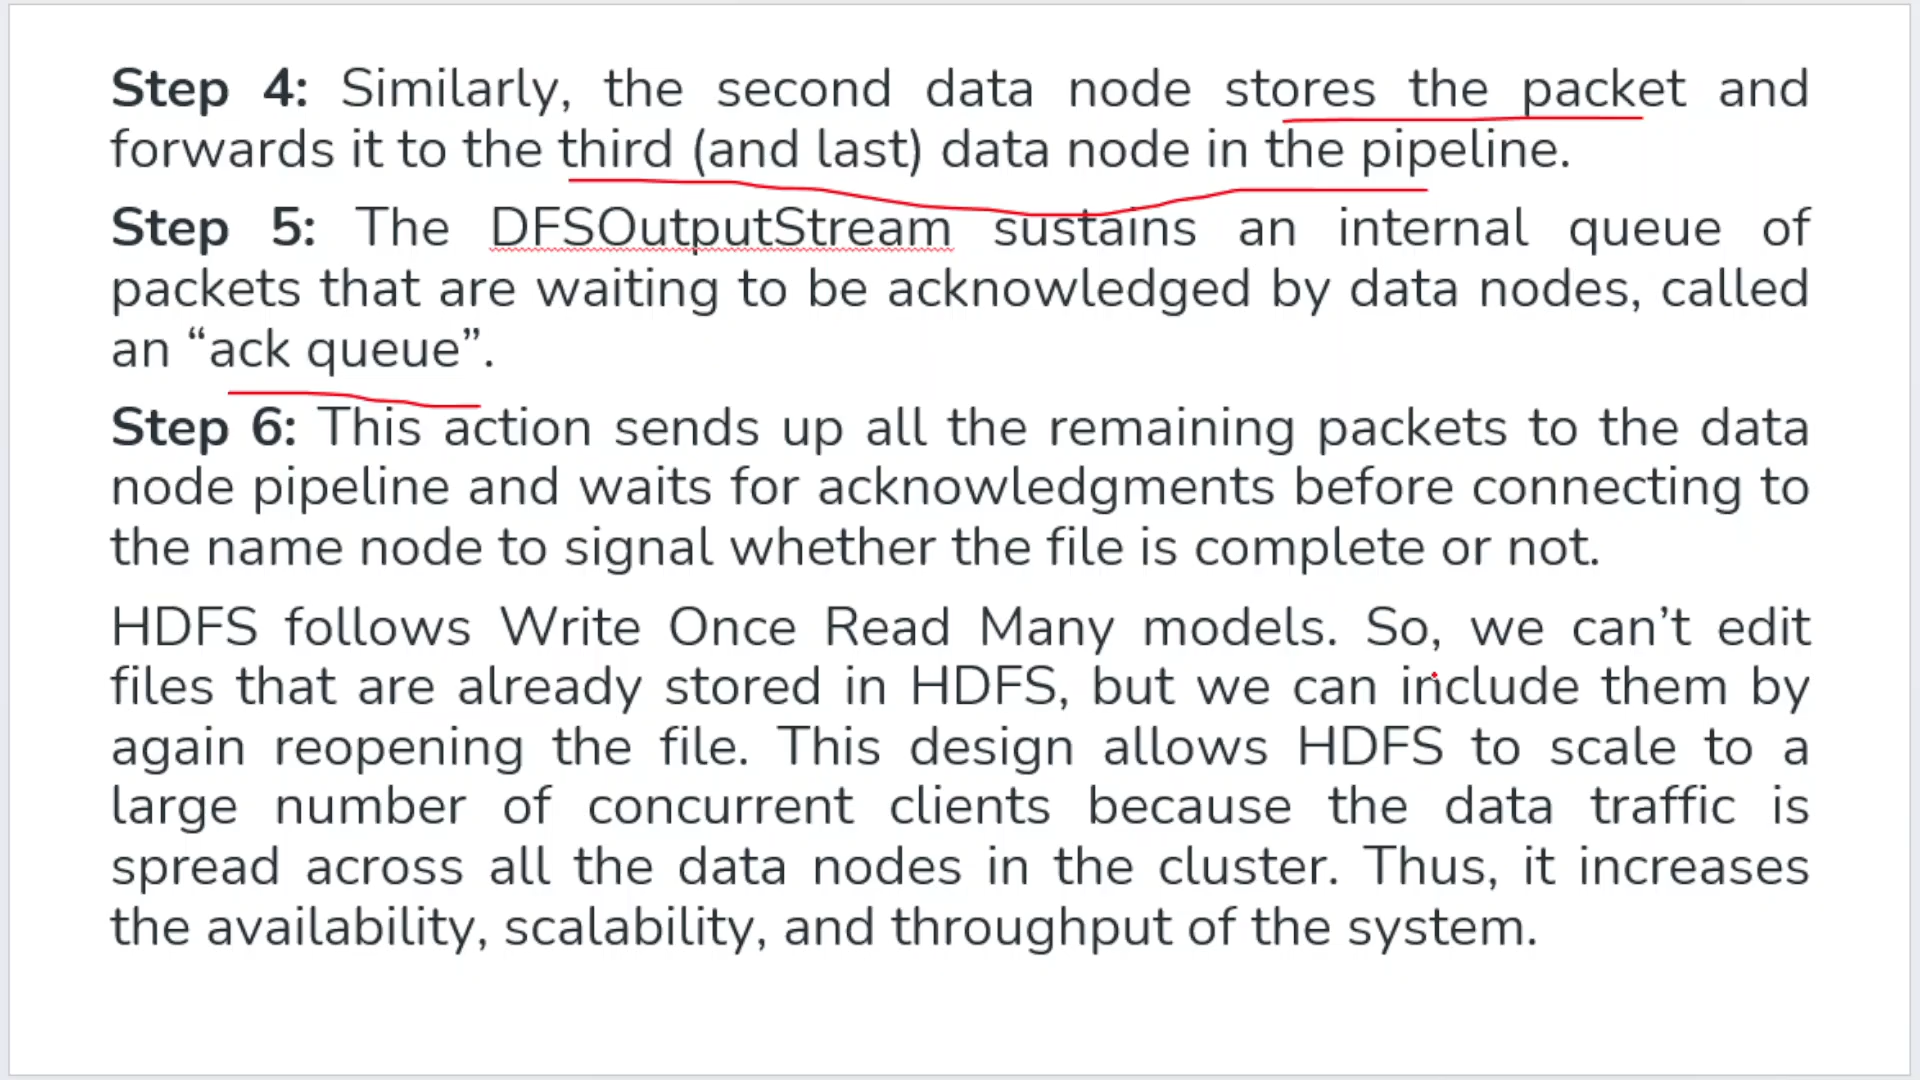 Step 4: Similarly, the second data node stores the packet and
forwards it to the third (and last) data node in the pipeline.
Step 5: The DFSOutputStream sustains an internal queue of
packets that are waiting to be acknowledged by data nodes, called
an “ack queue”.
Step 6: This action sends up all the remaining packets to the data
node pipeline and waits for acknowledgments before connecting to
the name node to signal whether the file is complete or not.
HDFS follows Write Once Read Many models. So, we can’t edit
files that are already stored in HDFS, but we can include them by
again reopening the file. This design allows HDFS to scale to a
large number of concurrent clients because the data traffic is
spread across all the data nodes in the cluster. Thus, it increases
the availability, scalability, and throughput of the system.